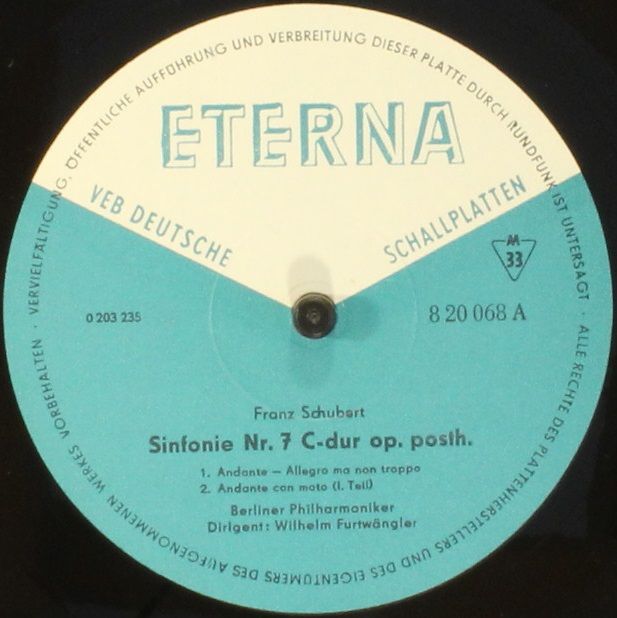 VERVIELFÄLTIGUNG, ÖFFENTLICHE AUFFÜHRUNG UND VERBREITUNG DIESER PLATTE DURCH RUNDFUNK IST UNTERSAGT · ALLE RECHTE DES PLATTENHERSTELLERS UND DES EIGENTÜMERS DES AUFGENOMMENEN WERKES VORBEHALTEN ·
ETERNA
VEB DEUTSCHE SCHALLPLATTEN
M
33
0 203 235
8 20 068 A
Franz Schubert
Sinfonie Nr. 7 C-dur op. posth.
1. Andante — Allegro ma non troppo
2. Andante con moto (I. Teil)
Berliner Philharmoniker
Dirigent: Wilhelm Furtwängler